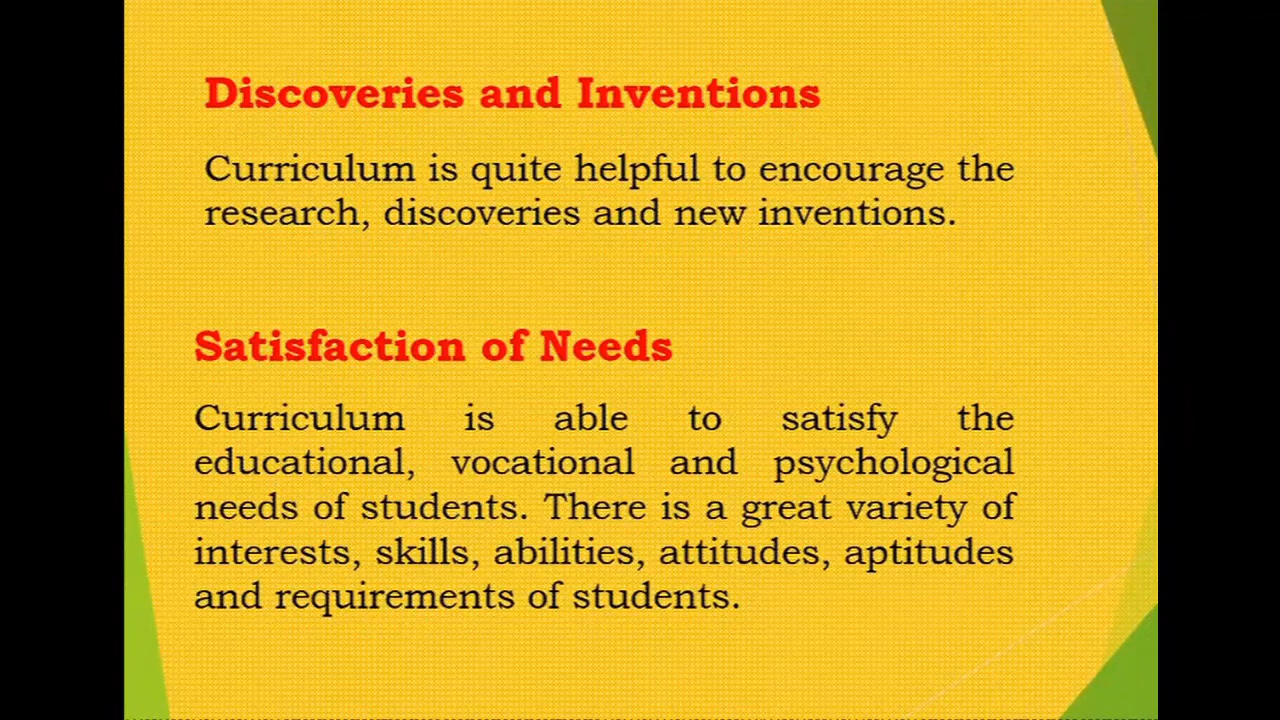 Discoveries and Inventions
Curriculum is quite helpful to encourage the
research, discoveries and new inventions.
Satisfaction of Needs
Curriculum is able to satisfy the
educational, vocational and psychological
needs of students. There is a great variety of
interests, skills, abilities, attitudes, aptitudes
and requirements of students.